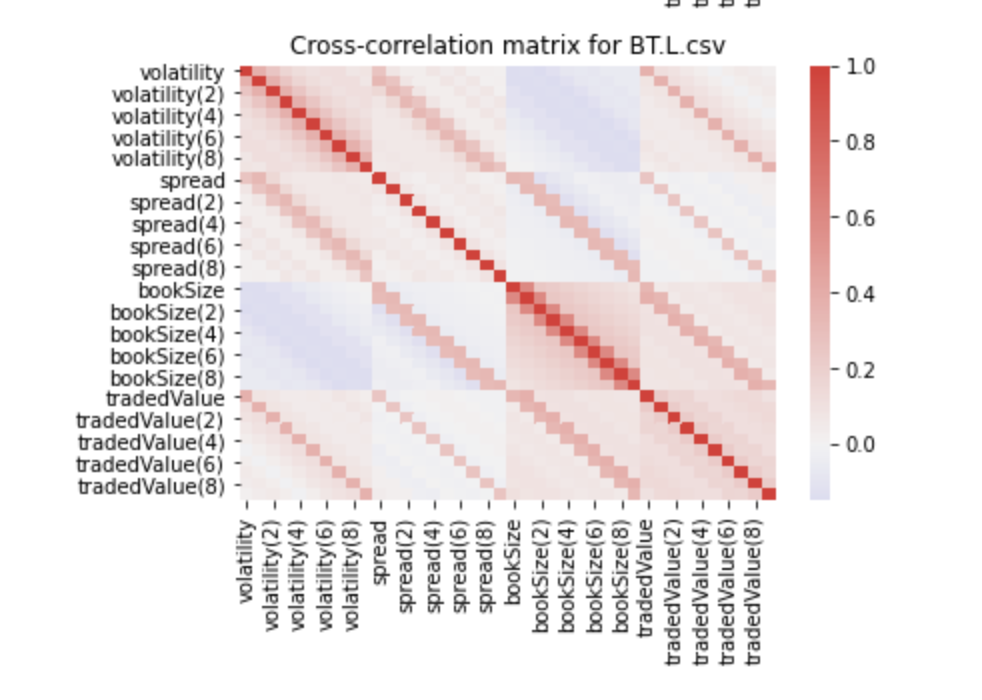 Cross-correlation matrix for BT.L.csv
volatility
volatility(2)
volatility(4)
volatility(6)
volatility(8)
spread
spread(2)
spread(4)
spread(6)
spread(8)
bookSize
bookSize(2)
bookSize(4)
bookSize(6)
bookSize(8)
tradedValue
tradedValue(2)
tradedValue(4)
tradedValue(6)
tradedValue(8)
1.0
0.8
0.6
0.4
0.2
0.0
volatility
volatility(2)
volatility(4)
volatility(6)
volatility(8)
spread
spread(2)
spread(4)
spread(6)
spread(8)
bookSize
bookSize(2)
bookSize(4)
bookSize(6)
bookSize(8)
tradedValue
tradedValue(2)
tradedValue(4)
tradedValue(6)
tradedValue(8)